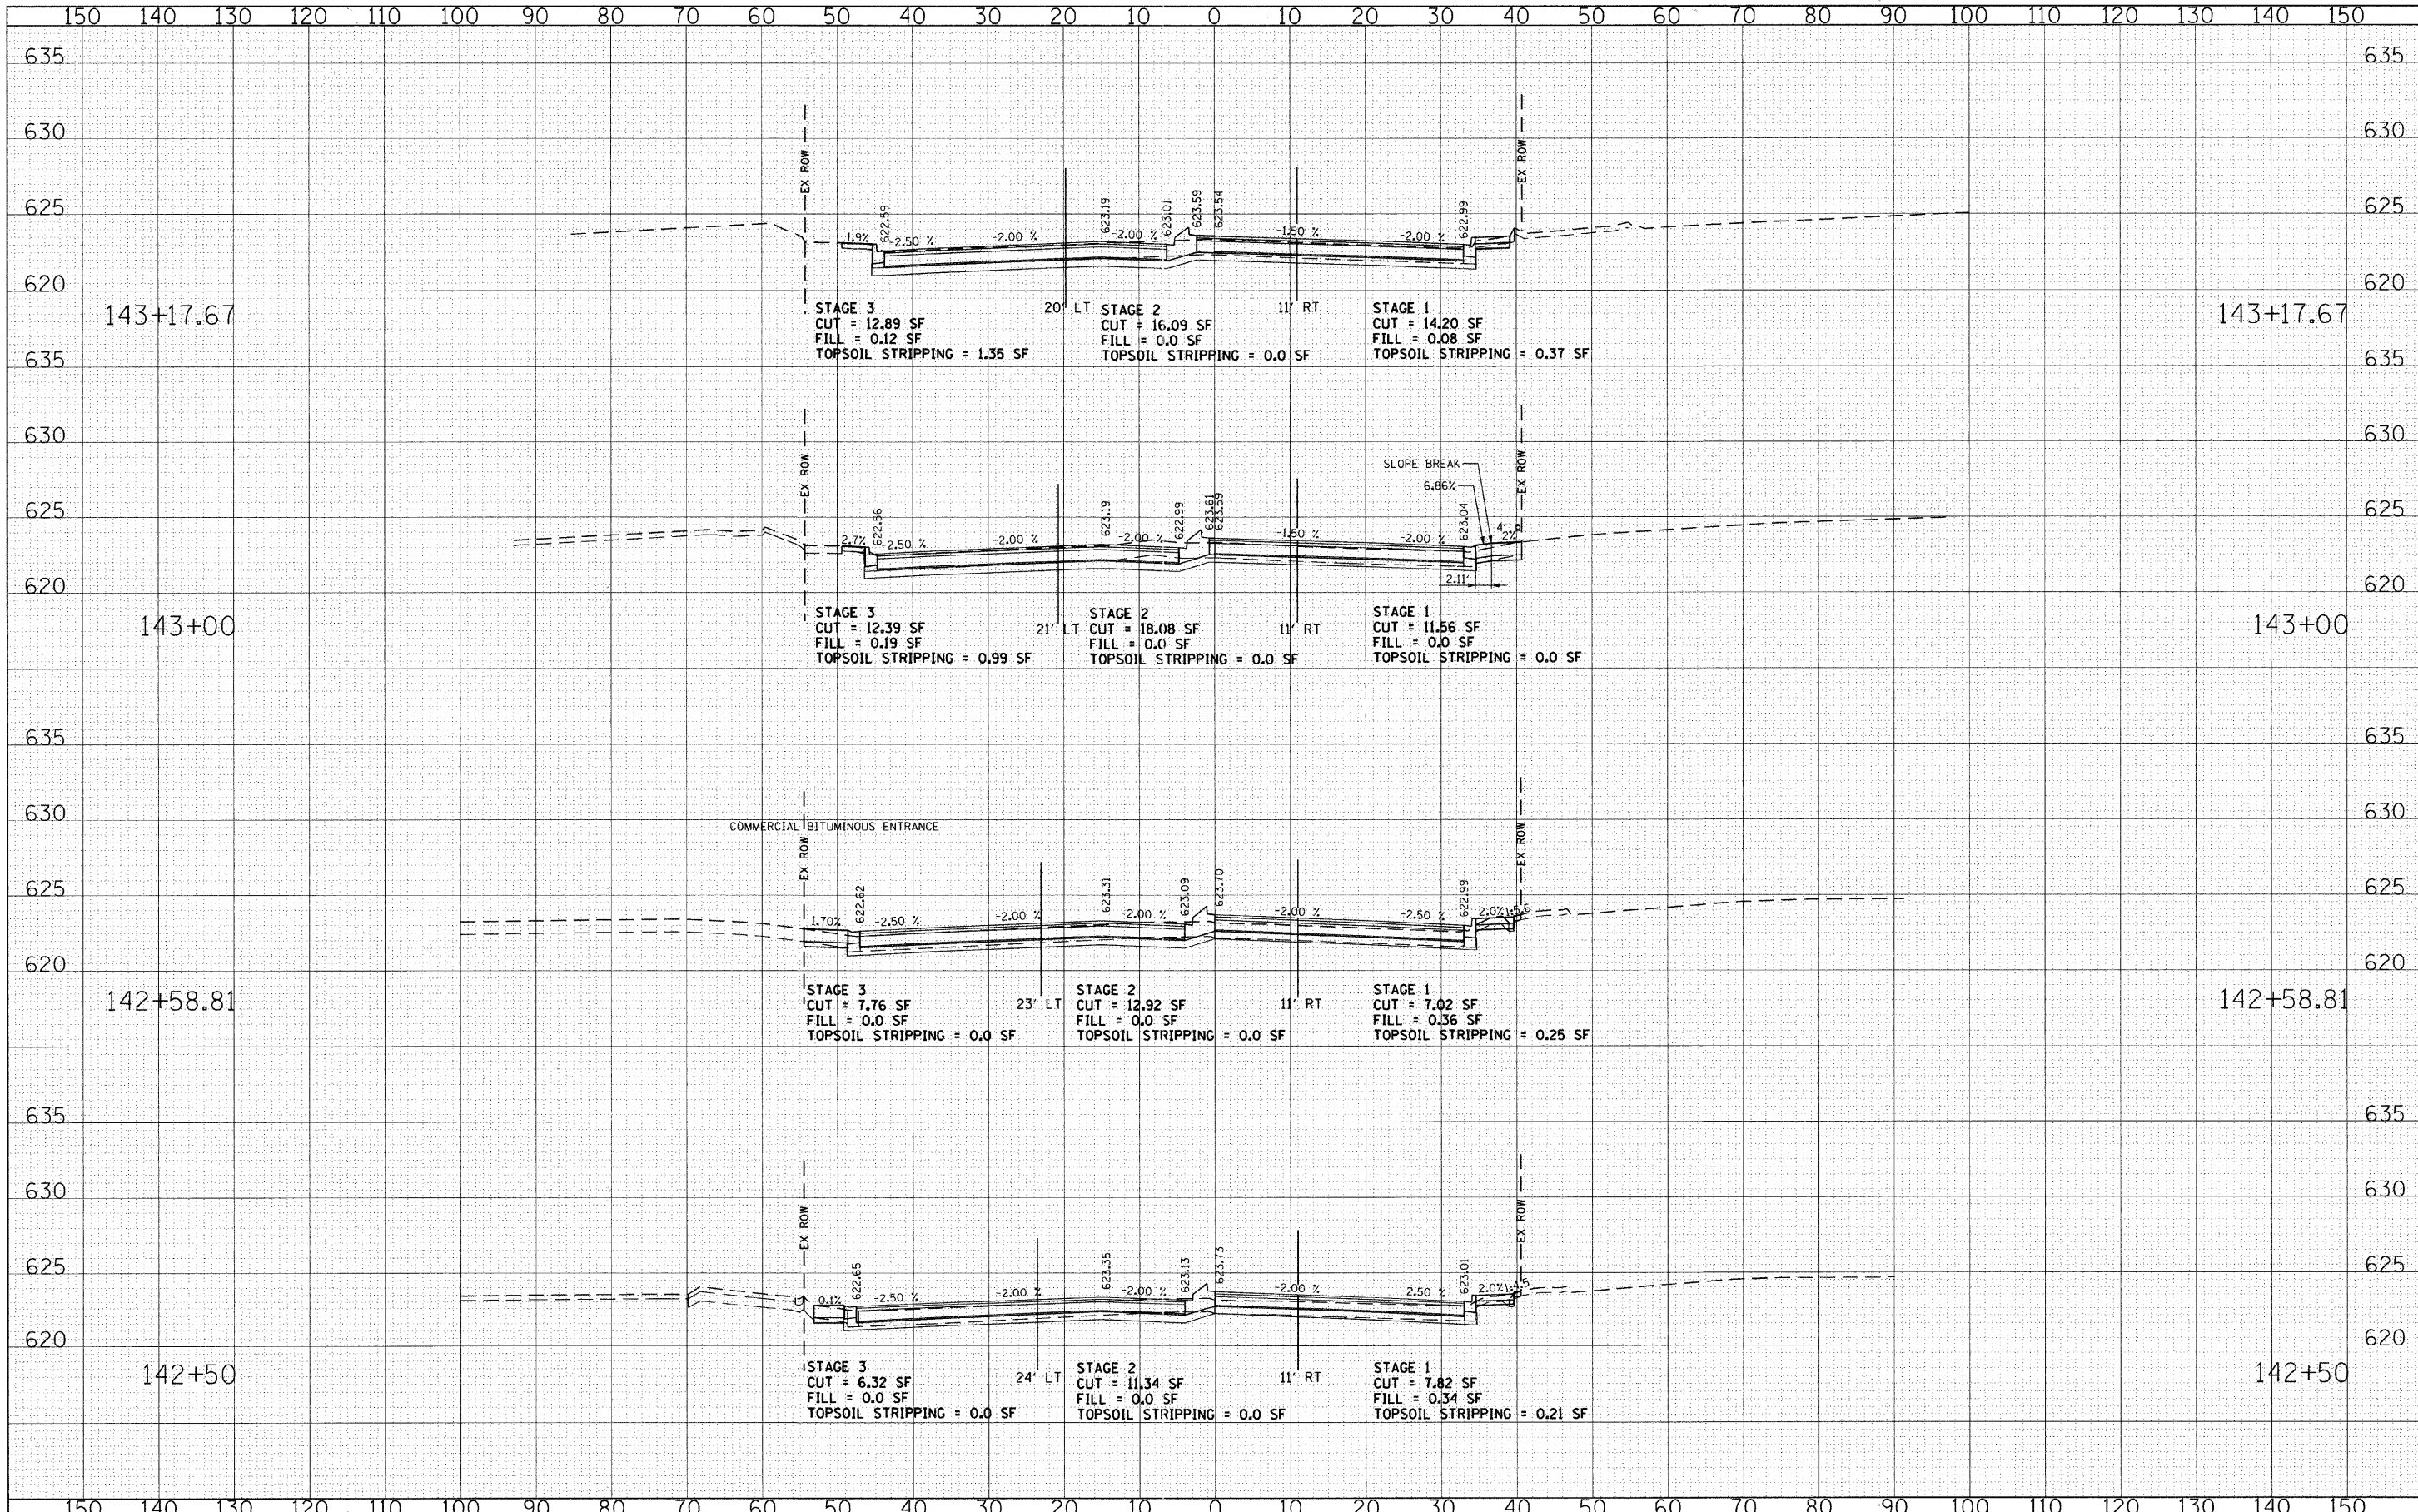 150 140 130 120 110 100 90 80 70 60 50 40 30 20 10 0 10 20 30 40 50 60 70 80 90 100 110 120 130 140 150
635 635
630 630
EX ROW EX ROW
625 625
1.9% 622.59 -2.50 % -2.00 % 623.19 -2.00 % 623.01 623.59 623.54 -1.50 % -2.00 % 622.99
620 620
143+17.67 143+17.67
STAGE 3 20' LT STAGE 2 11' RT STAGE 1
CUT = 12.89 SF CUT = 16.09 SF CUT = 14.20 SF
FILL = 0.12 SF FILL = 0.0 SF FILL = 0.08 SF
TOPSOIL STRIPPING = 1.35 SF TOPSOIL STRIPPING = 0.0 SF TOPSOIL STRIPPING = 0.37 SF
635 635
630 630
EX ROW EX ROW
SLOPE BREAK
6.86%
625 625
2.7% 622.56 -2.50 % -2.00 % 623.19 -2.00 % 622.99 623.61 623.59 -1.50 % -2.00 % 623.04 4' 2%
2.11'
620 620
143+00 143+00
STAGE 3 21' LT STAGE 2 11' RT STAGE 1
CUT = 12.39 SF CUT = 18.08 SF CUT = 11.56 SF
FILL = 0.19 SF FILL = 0.0 SF FILL = 0.0 SF
TOPSOIL STRIPPING = 0.99 SF TOPSOIL STRIPPING = 0.0 SF TOPSOIL STRIPPING = 0.0 SF
635 635
630 630
COMMERCIAL BITUMINOUS ENTRANCE
EX ROW EX ROW
625 625
1.70% 622.62 -2.50 % -2.00 % 623.31 -2.00 % 623.09 623.70 -2.00 % -2.50 % 622.99 2.0%
620 620
142+58.81 142+58.81
STAGE 3 23' LT STAGE 2 11' RT STAGE 1
CUT = 7.76 SF CUT = 12.92 SF CUT = 7.02 SF
FILL = 0.0 SF FILL = 0.0 SF FILL = 0.36 SF
TOPSOIL STRIPPING = 0.0 SF TOPSOIL STRIPPING = 0.0 SF TOPSOIL STRIPPING = 0.25 SF
635 635
630 630
EX ROW EX ROW
625 625
0.1% 622.65 -2.50 % -2.00 % 623.35 -2.00 % 623.13 623.73 -2.00 % -2.50 % 623.01 2.0%
620 620
142+50 142+50
STAGE 3 24' LT STAGE 2 11' RT STAGE 1
CUT = 6.32 SF CUT = 11.34 SF CUT = 7.82 SF
FILL = 0.0 SF FILL = 0.0 SF FILL = 0.34 SF
TOPSOIL STRIPPING = 0.0 SF TOPSOIL STRIPPING = 0.0 SF TOPSOIL STRIPPING = 0.21 SF
150 140 130 120 110 100 90 80 70 60 50 40 30 20 10 0 10 20 30 40 50 60 70 80 90 100 110 120 130 140 150